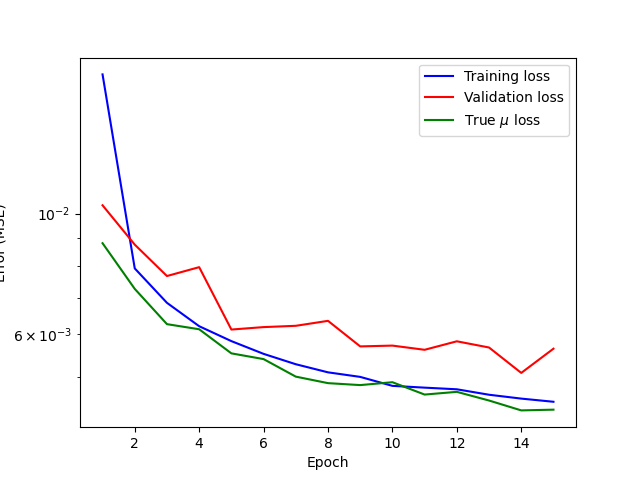 Training loss
Validation loss
True μ loss
Error (MSE)
10⁻²
6 × 10⁻³
2 4 6 8 10 12 14
Epoch